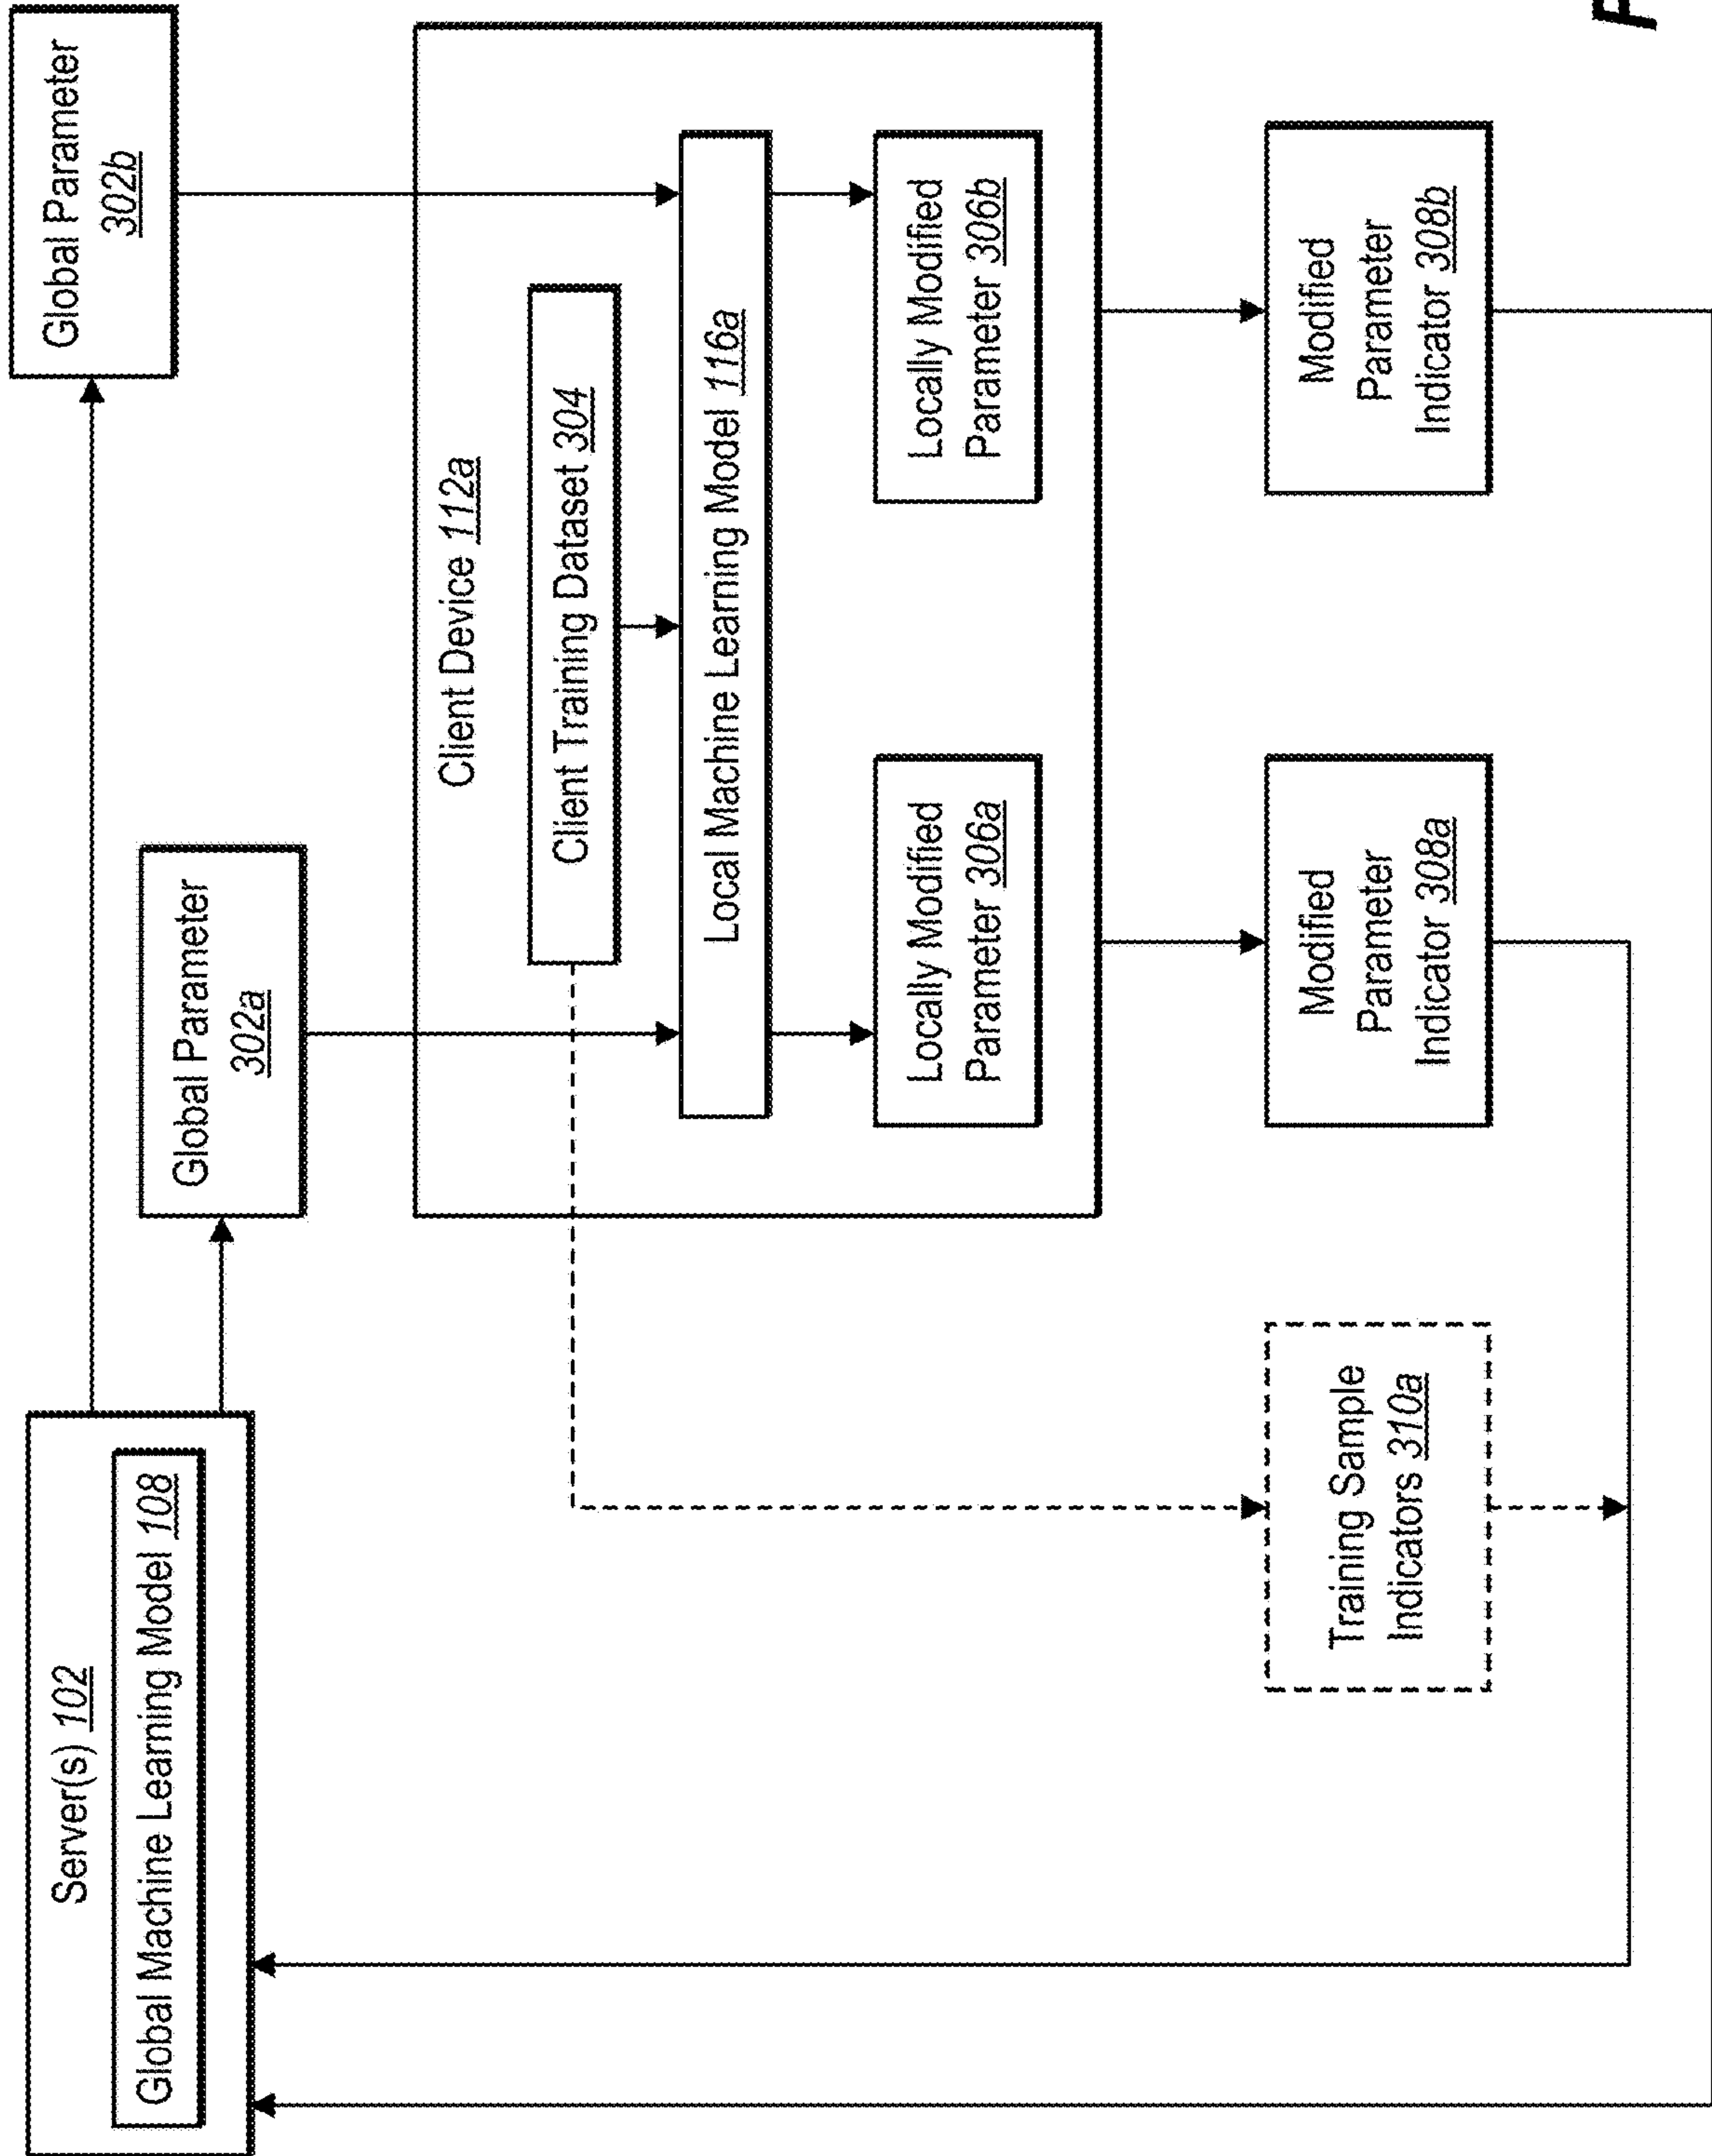 Server(s) 102
Global Machine Learning Model 108
Global Parameter
302a
Global Parameter
302b
Client Device 112a
Client Training Dataset 304
Local Machine Learning Model 116a
Locally Modified
Parameter 306a
Locally Modified
Parameter 306b
Training Sample
Indicators 310a
Modified
Parameter
Indicator 308a
Modified
Parameter
Indicator 308b